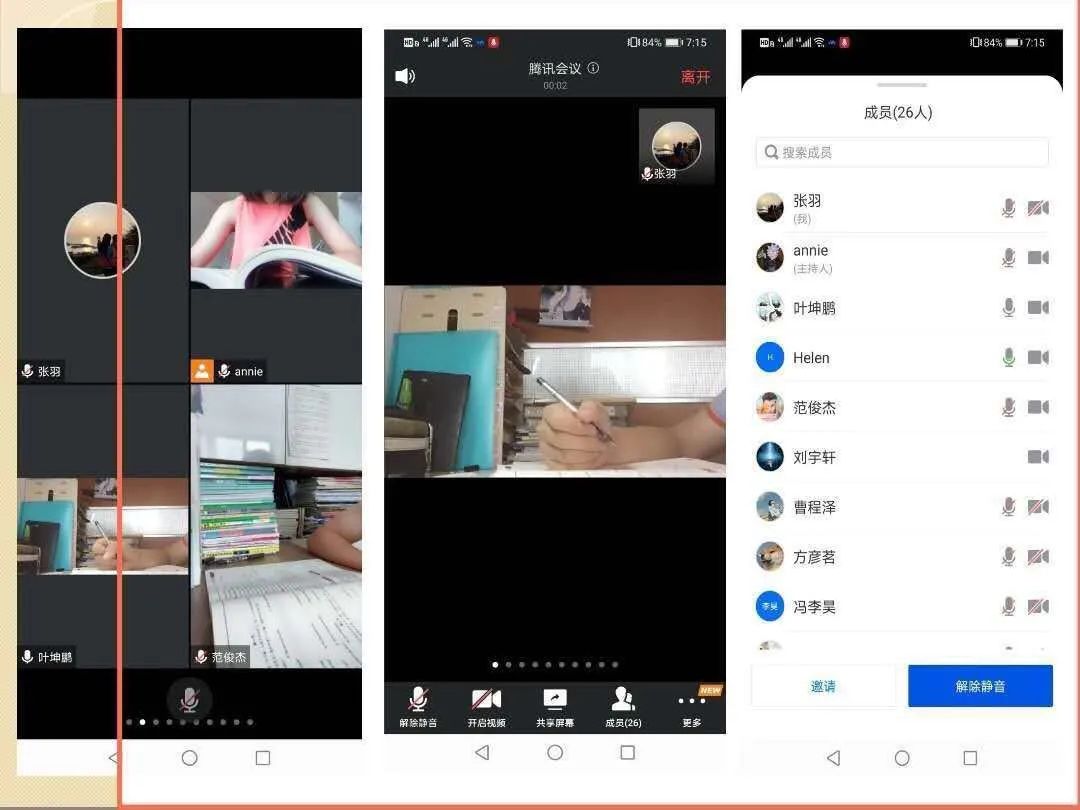 张羽
annie
叶坤鹏
范俊杰
84% 7:15
腾讯会议
00:02
离开
张羽
解除静音
开启视频
共享屏幕
成员(26)
更多
NEW
84% 7:15
成员(26人)
搜索成员
张羽
(我)
annie
(主持人)
叶坤鹏
H
Helen
范俊杰
刘宇轩
曹程泽
方彦茗
李昊
冯李昊
邀请
解除静音